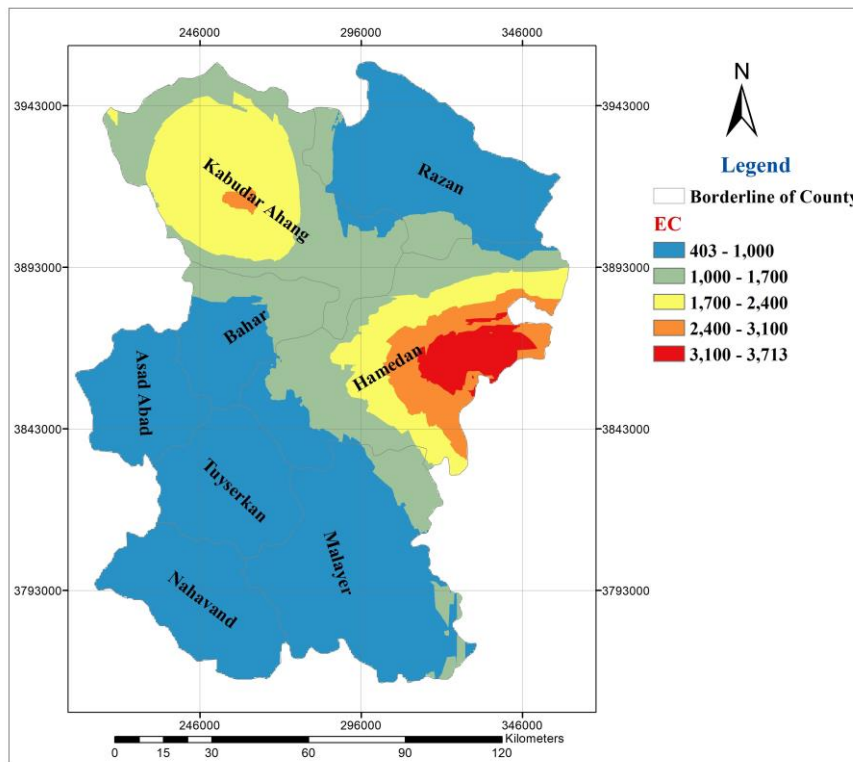 246000 296000 346000
3943000 3943000
N
Legend
Borderline of County
EC
403 - 1,000
1,000 - 1,700
1,700 - 2,400
2,400 - 3,100
3,100 - 3,713
Kabudar Ahang
Razan
3893000 3893000
Bahar
Asad Abad
Hamedan
3843000 3843000
Tuyserkan
Malayer
Nahavand
3793000 3793000
246000 296000 346000
Kilometers
0 15 30 60 90 120